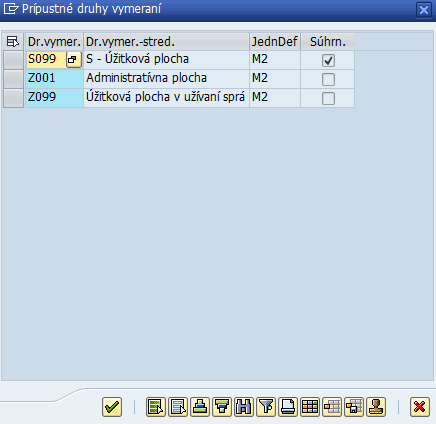 Prípustné druhy vymeraní
Dr.vymer. Dr.vymer.-stred. JednDef Súhrn.
S099 S - Úžitková plocha M2
Z001 Administratívna plocha M2
Z099 Úžitková plocha v užívaní sprá M2